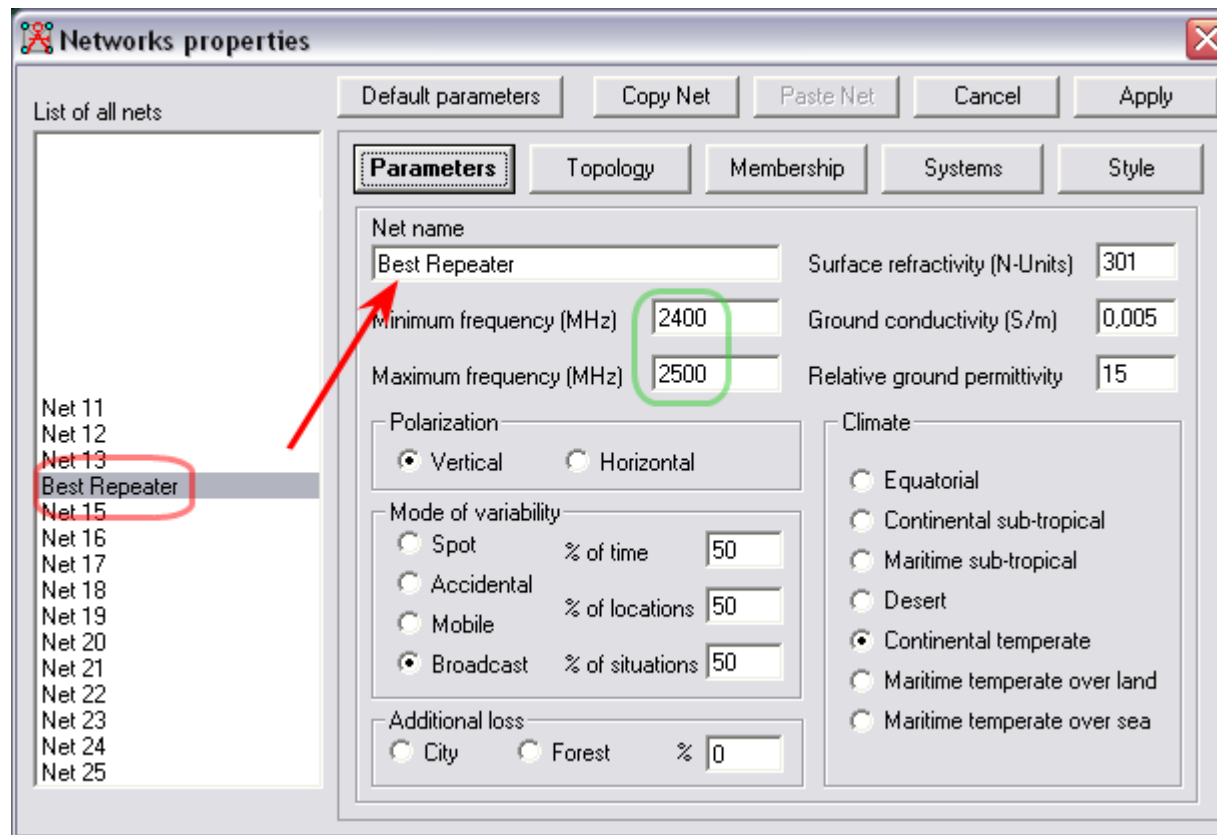 Networks properties
List of all nets
Default parameters
Copy Net
Paste Net
Cancel
Apply
Net 11
Net 12
Net 13
Best Repeater
Net 15
Net 16
Net 17
Net 18
Net 19
Net 20
Net 21
Net 22
Net 23
Net 24
Net 25
Parameters
Topology
Membership
Systems
Style
Net name
Best Repeater
Minimum frequency (MHz) 2400
Maximum frequency (MHz) 2500
Surface refractivity (N-Units) 301
Ground conductivity (S/m) 0,005
Relative ground permittivity 15
Polarization
Vertical Horizontal
Mode of variability
Spot % of time 50
Accidental
% of locations 50
Mobile
Broadcast % of situations 50
Additional loss
City Forest % 0
Climate
Equatorial
Continental sub-tropical
Maritime sub-tropical
Desert
Continental temperate
Maritime temperate over land
Maritime temperate over sea